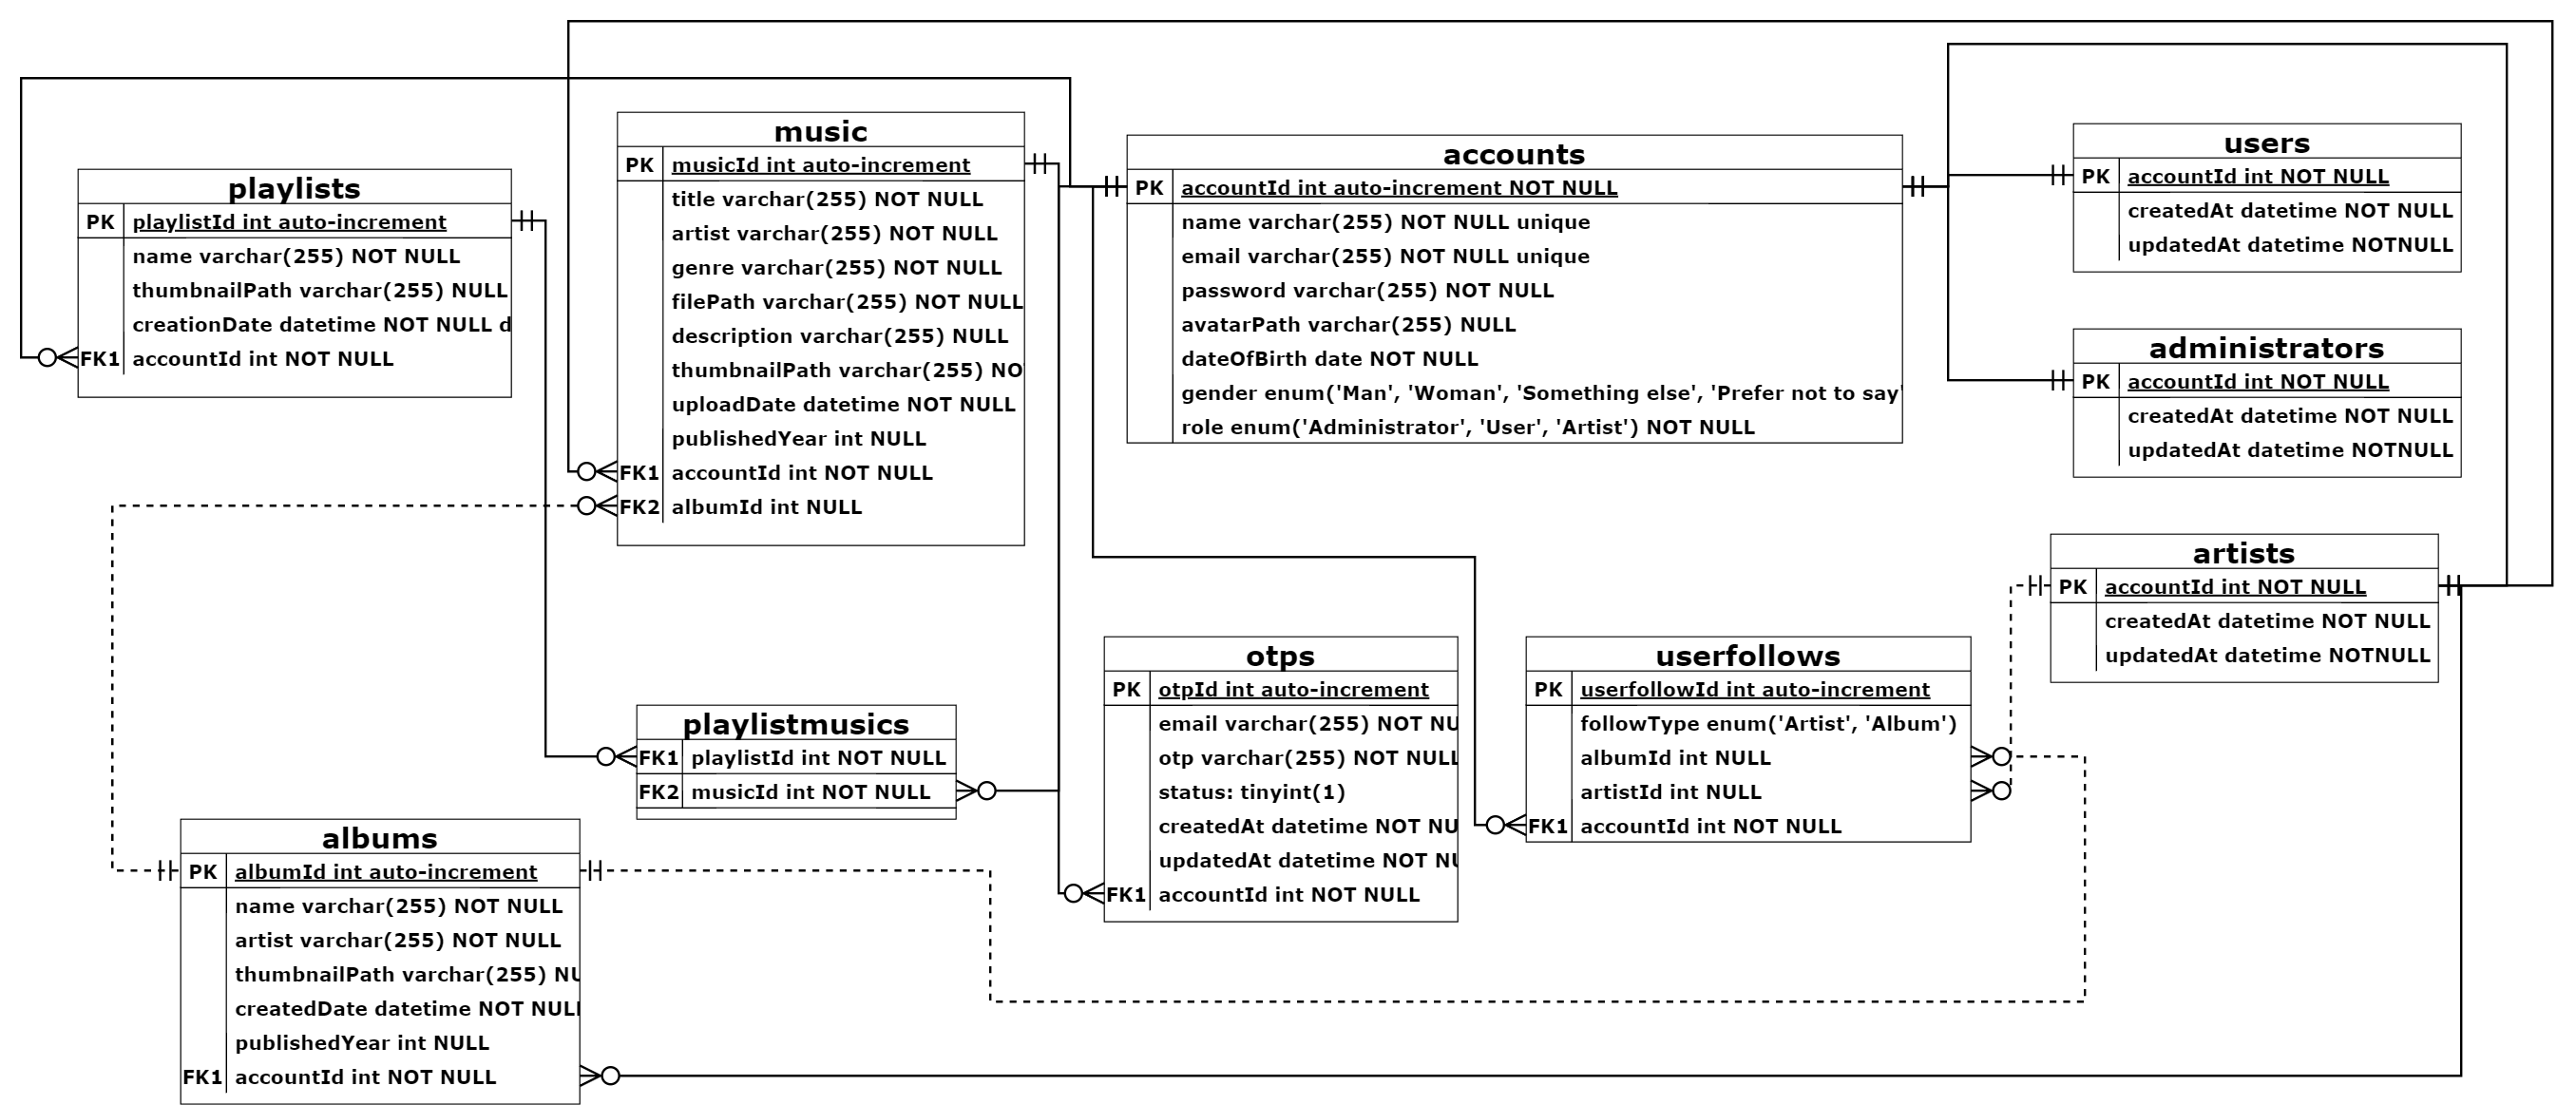 playlists
PK playlistId int auto-increment
name varchar(255) NOT NULL
thumbnailPath varchar(255) NULL
creationDate datetime NOT NULL d
FK1 accountId int NOT NULL
music
PK musicId int auto-increment
title varchar(255) NOT NULL
artist varchar(255) NOT NULL
genre varchar(255) NOT NULL
filePath varchar(255) NOT NULL
description varchar(255) NULL
thumbnailPath varchar(255) NO
uploadDate datetime NOT NULL
publishedYear int NULL
FK1 accountId int NOT NULL
FK2 albumId int NULL
accounts
PK accountId int auto-increment NOT NULL
name varchar(255) NOT NULL unique
email varchar(255) NOT NULL unique
password varchar(255) NOT NULL
avatarPath varchar(255) NULL
dateOfBirth date NOT NULL
gender enum('Man', 'Woman', 'Something else', 'Prefer not to say'
role enum('Administrator', 'User', 'Artist') NOT NULL
users
PK accountId int NOT NULL
createdAt datetime NOT NULL
updatedAt datetime NOTNULL
administrators
PK accountId int NOT NULL
createdAt datetime NOT NULL
updatedAt datetime NOTNULL
artists
PK accountId int NOT NULL
createdAt datetime NOT NULL
updatedAt datetime NOTNULL
playlistmusics
FK1 playlistId int NOT NULL
FK2 musicId int NOT NULL
otps
PK otpId int auto-increment
email varchar(255) NOT NU
otp varchar(255) NOT NULL
status: tinyint(1)
createdAt datetime NOT NU
updatedAt datetime NOT NU
FK1 accountId int NOT NULL
userfollows
PK userfollowId int auto-increment
followType enum('Artist', 'Album')
albumId int NULL
artistId int NULL
FK1 accountId int NOT NULL
albums
PK albumId int auto-increment
name varchar(255) NOT NULL
artist varchar(255) NOT NULL
thumbnailPath varchar(255) NU
createdDate datetime NOT NULL
publishedYear int NULL
FK1 accountId int NOT NULL